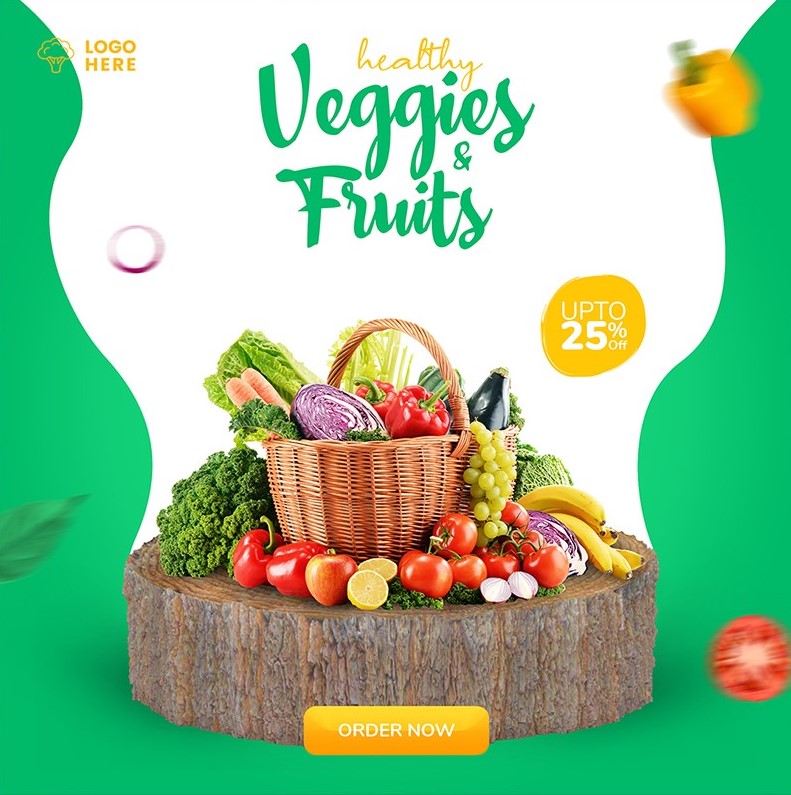 LOGO
HERE
healthy
Veggies
&
Fruits
UPTO
25%
Off
ORDER NOW